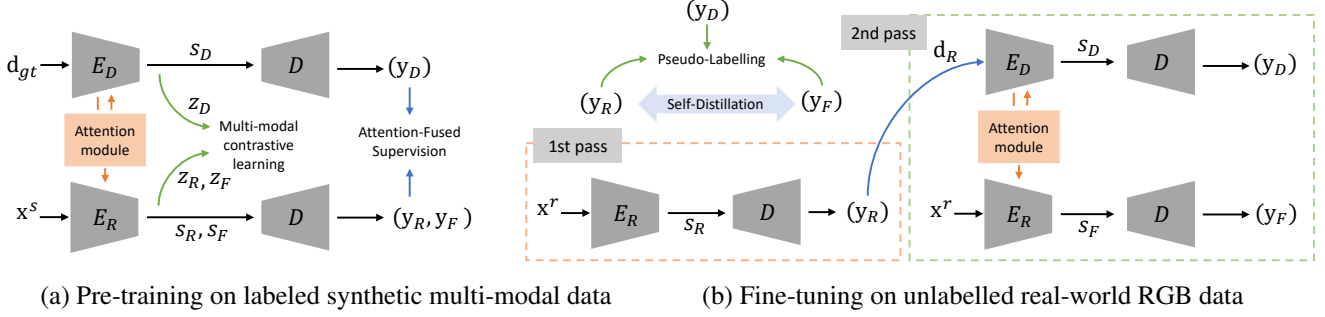 d_gt
E_D
s_D
D
(y_D)
z_D
Attention
module
Multi-modal
contrastive
learning
Attention-Fused
Supervision
z_R, z_F
x^s
E_R
s_R, s_F
D
(y_R, y_F)
(a) Pre-training on labeled synthetic multi-modal data
(y_D)
Pseudo-Labelling
(y_R)
Self-Distillation
(y_F)
1st pass
x^r
E_R
s_R
D
(y_R)
2nd pass
d_R
E_D
s_D
D
(y_D)
Attention
module
x^r
E_R
s_F
D
(y_F)
(b) Fine-tuning on unlabelled real-world RGB data